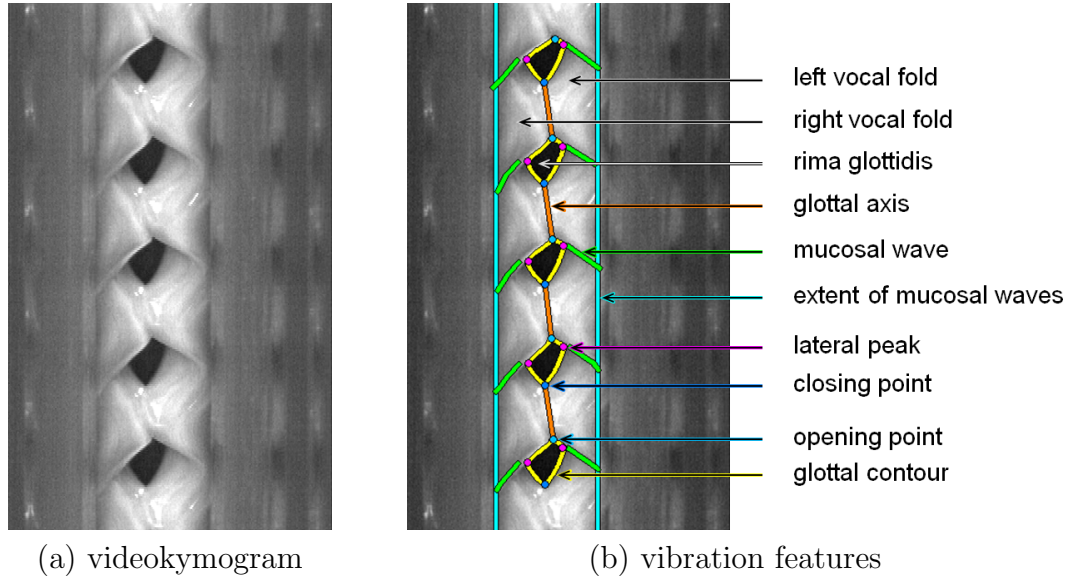 left vocal fold
right vocal fold
rima glottidis
glottal axis
mucosal wave
extent of mucosal waves
lateral peak
closing point
opening point
glottal contour
(a) videokymogram
(b) vibration features